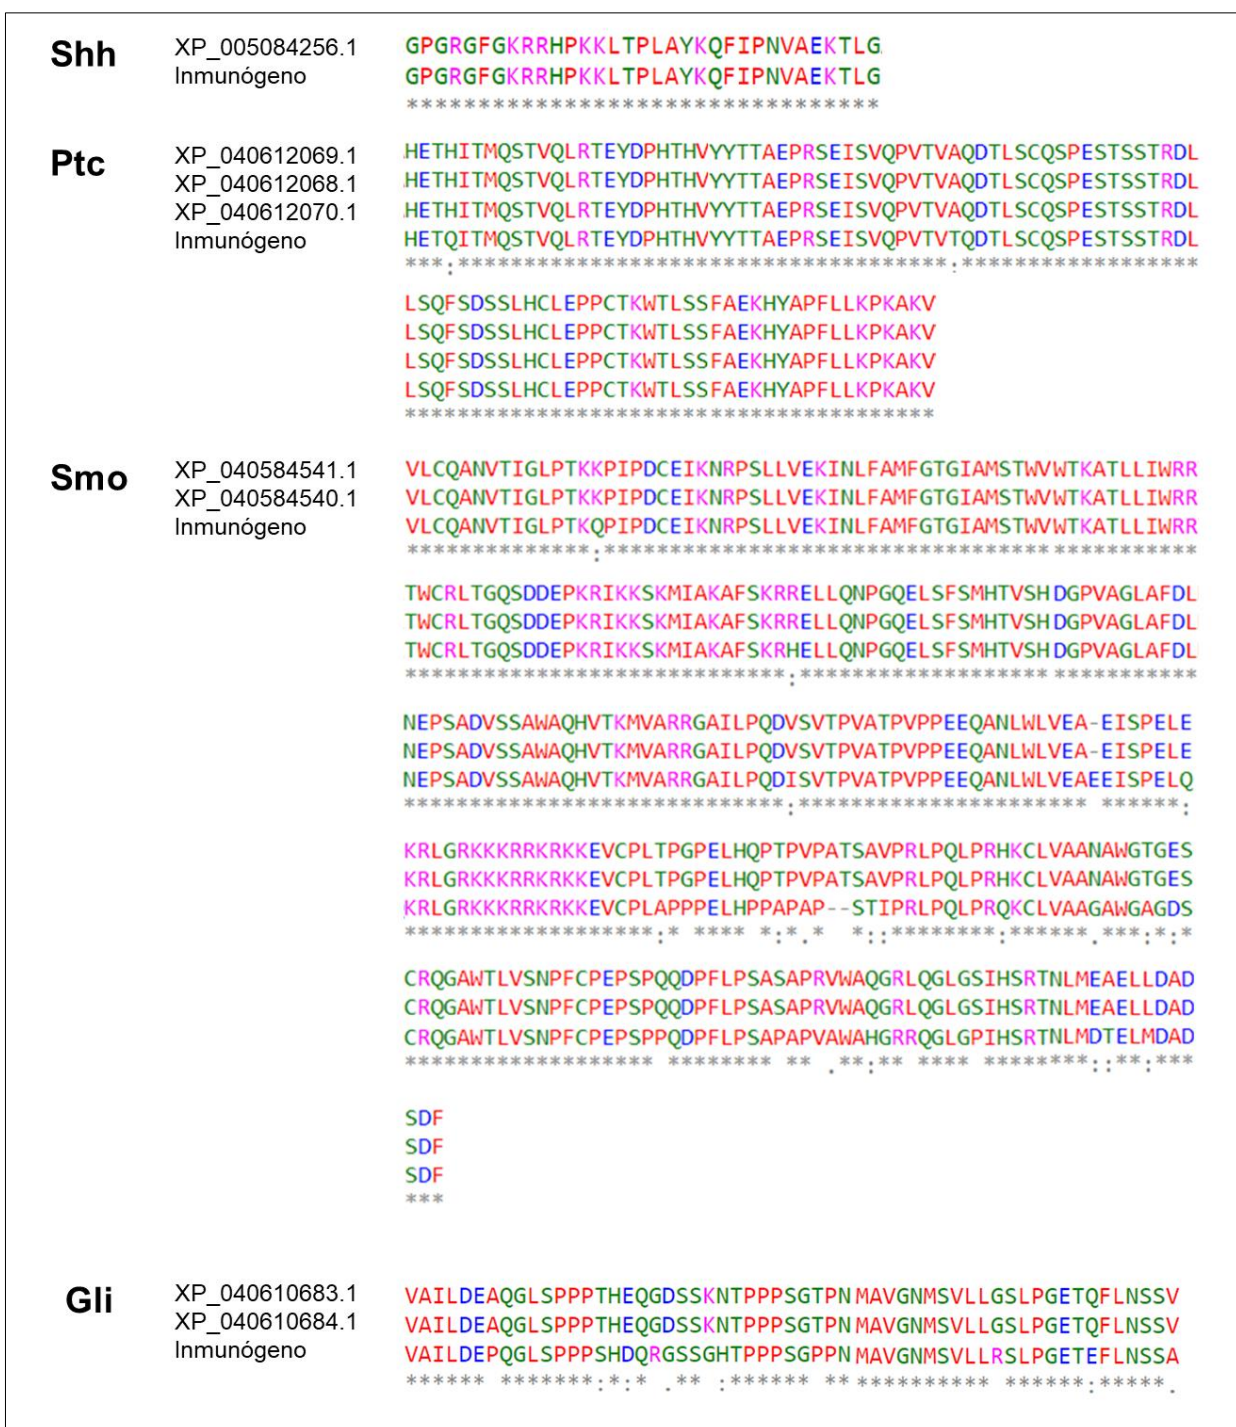 Shh XP_005084256.1 GPGRGFGKRRHPKKLTPLAYKQFIPNVAEKTLG
Inmunógeno GPGRGFGKRRHPKKLTPLAYKQFIPNVAEKTLG
*********************************
Ptc XP_040612069.1 HETHITMQSTVQLRTEYDPHTHVYYTTAEPRSEISVQPVTVAQDTLSCQSPESTSSTRDL
XP_040612068.1 HETHITMQSTVQLRTEYDPHTHVYYTTAEPRSEISVQPVTVAQDTLSCQSPESTSSTRDL
XP_040612070.1 HETHITMQSTVQLRTEYDPHTHVYYTTAEPRSEISVQPVTVAQDTLSCQSPESTSSTRDL
Inmunógeno HETQITMQSTVQLRTEYDPHTHVYYTTAEPRSEISVQPVTVTQDTLSCQSPESTSSTRDL
***:*************************************:******************
LSQFSDSSLHCLEPPCTKWTLSSFAEKHYAPFLLKPKAKV
LSQFSDSSLHCLEPPCTKWTLSSFAEKHYAPFLLKPKAKV
LSQFSDSSLHCLEPPCTKWTLSSFAEKHYAPFLLKPKAKV
LSQFSDSSLHCLEPPCTKWTLSSFAEKHYAPFLLKPKAKV
****************************************
Smo XP_040584541.1 VLCQANVTIGLPTKKPIPDCEIKNRPSLLVEKINLFAMFGTGIAMSTWVWTKATLLIWRR
XP_040584540.1 VLCQANVTIGLPTKKPIPDCEIKNRPSLLVEKINLFAMFGTGIAMSTWVWTKATLLIWRR
Inmunógeno VLCQANVTIGLPTKQPIPDCEIKNRPSLLVEKINLFAMFGTGIAMSTWVWTKATLLIWRR
**************:*********************************************
TWCRLTGQSDDEPKRIKKSKMIAKAFSKRRELLQNPGQELSFSMHTVSHDGPVAGLAFDL
TWCRLTGQSDDEPKRIKKSKMIAKAFSKRRELLQNPGQELSFSMHTVSHDGPVAGLAFDL
TWCRLTGQSDDEPKRIKKSKMIAKAFSKRHELLQNPGQELSFSMHTVSHDGPVAGLAFDL
*****************************:******************************
NEPSADVSSAWAQHVTKMVARRGAILPQDVSVTPVATPVPPEEQANLWLVEA-EISPELE
NEPSADVSSAWAQHVTKMVARRGAILPQDVSVTPVATPVPPEEQANLWLVEA-EISPELE
NEPSADVSSAWAQHVTKMVARRGAILPQDISVTPVATPVPPEEQANLWLVEAEEISPELQ
*****************************:********************** ******:
KRLGRKKKRRKRKKEVCPLTPGPELHQPTPVPATSAVPRLPQLPRHKCLVAANAWGTGES
KRLGRKKKRRKRKKEVCPLTPGPELHQPTPVPATSAVPRLPQLPRHKCLVAANAWGTGES
KRLGRKKKRRKRKKEVCPLAPPPELHPPAPAP--STIPRLPQLPRQKCLVAAGAWGAGDS
*******************:* **** *:*.*  *::********:******.***:*:*
CRQGAWTLVSNPFCPEPSPQQDPFLPSASAPRVWAQGRLQGLGSIHSRTNLMEAELLDAD
CRQGAWTLVSNPFCPEPSPQQDPFLPSASAPRVWAQGRLQGLGSIHSRTNLMEAELLDAD
CRQGAWTLVSNPFCPEPSPPQDPFLPSAPAPVAWAHGRRQGLGPIHSRTNLMDTELMDAD
******************* ******** ** .**:** **** ********::**:***
SDF
SDF
SDF
***
Gli XP_040610683.1 VAILDEAQGLSPPPTHEQGDSSKNTPPPSGTPNMAVGNMSVLLGSLPGETQFLNSSV
XP_040610684.1 VAILDEAQGLSPPPTHEQGDSSKNTPPPSGTPNMAVGNMSVLLGSLPGETQFLNSSV
Inmunógeno VAILDEPQGLSPPPSHDQRGSSGHTPPPSGPPNMAVGNMSVLLRSLPGETEFLNSSA
****** *******:*:* .** :****** ************ ******:*****.